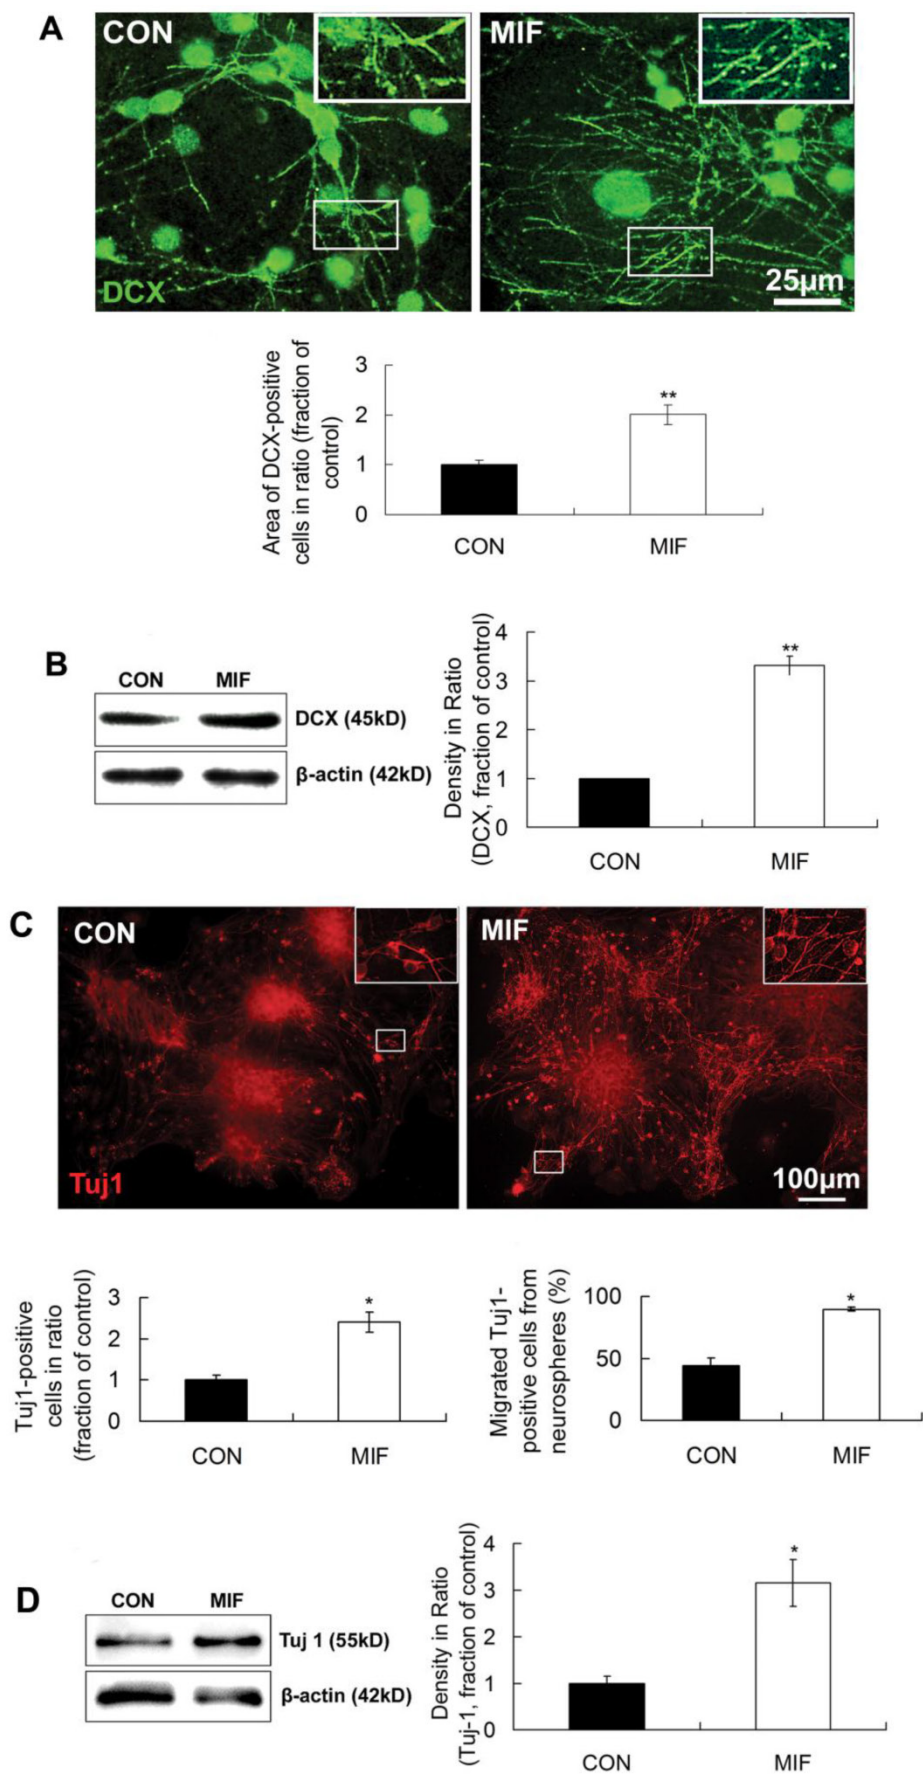 A
CON
MIF
DCX
25µm
Area of DCX-positive
cells in ratio (fraction of
control)
3
2
1
0
**
CON
MIF
B
CON
MIF
DCX (45kD)
β-actin (42kD)
Density in Ratio
(DCX, fraction of control)
4
3
2
1
0
**
CON
MIF
C
CON
MIF
Tuj1
100µm
Tuj1-positive
cells in ratio
(fraction of control)
3
2
1
0
*
CON
MIF
Migrated Tuj1-
positive cells from
neurospheres (%)
100
50
0
*
CON
MIF
D
CON
MIF
Tuj 1 (55kD)
β-actin (42kD)
Density in Ratio
(Tuj-1, fraction of control)
4
3
2
1
0
*
CON
MIF